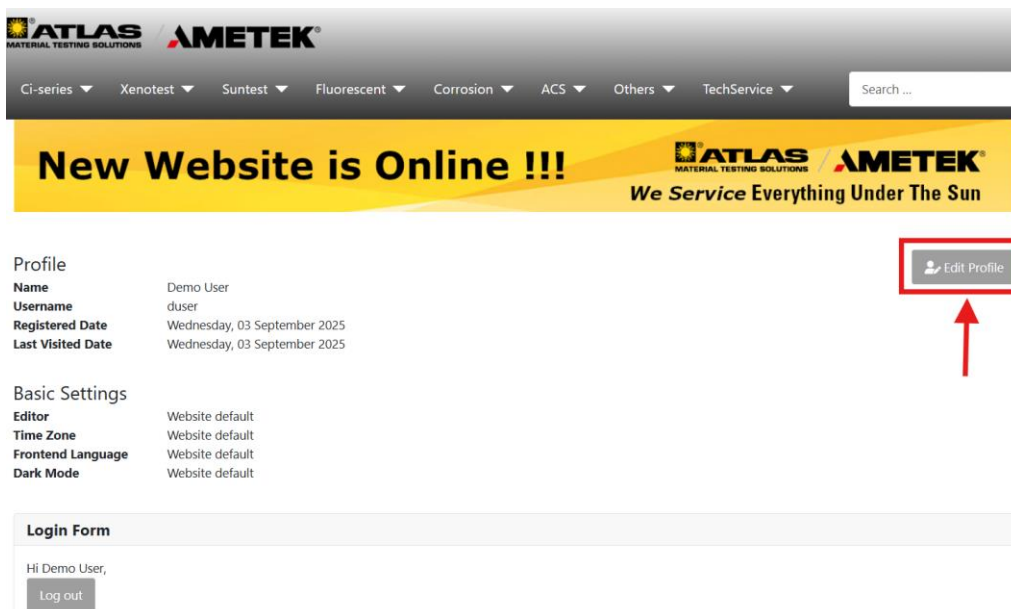 ATLAS AMETEK®
MATERIAL TESTING SOLUTIONS
Ci-series Xenotest Suntest Fluorescent Corrosion ACS Others TechService Search ...
New Website is Online !!!
ATLAS AMETEK®
MATERIAL TESTING SOLUTIONS
We Service Everything Under The Sun
Profile
Edit Profile
Name Demo User
Username duser
Registered Date Wednesday, 03 September 2025
Last Visited Date Wednesday, 03 September 2025
Basic Settings
Editor Website default
Time Zone Website default
Frontend Language Website default
Dark Mode Website default
Login Form
Hi Demo User,
Log out